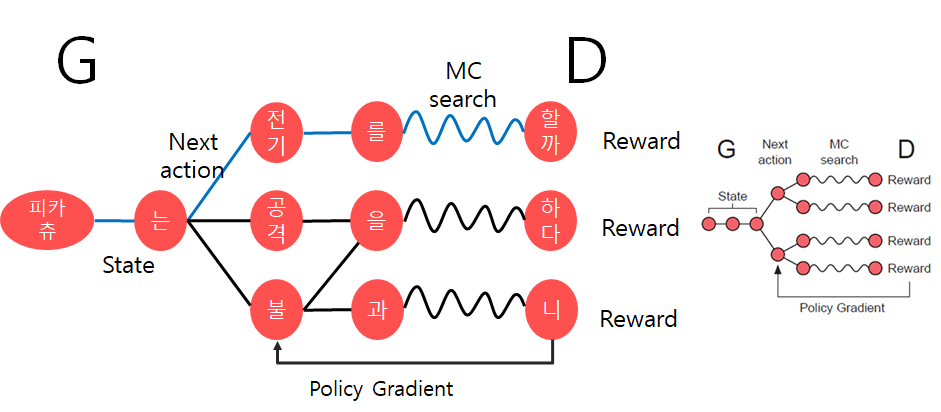 G
D
MC
search
Next
action
전
기
를
할
까
Reward
피카
츄
는
State
공
격
을
하
다
Reward
불
과
니
Reward
Policy Gradient
G
Next
action
MC
search
D
State
Reward
Reward
Reward
Reward
Policy Gradient